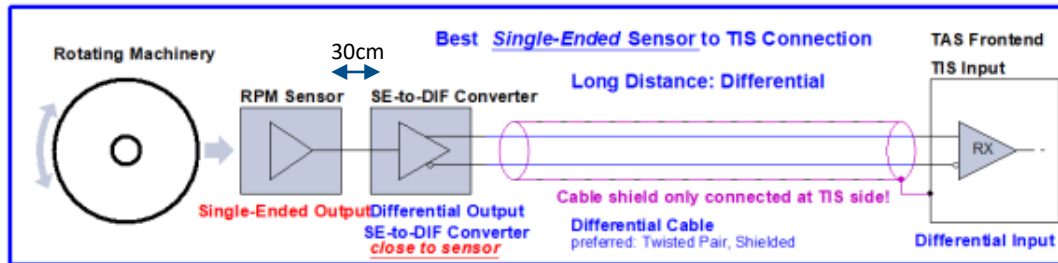 Best Single-Ended Sensor to TIS Connection
TAS Frontend
Rotating Machinery
30cm
TIS Input
Long Distance: Differential
RPM Sensor
SE-to-DIF Converter
RX
Cable shield only connected at TIS side!
Single-Ended Output
Differential Output
SE-to-DIF Converter
close to sensor
Differential Cable
preferred: Twisted Pair, Shielded
Differential Input